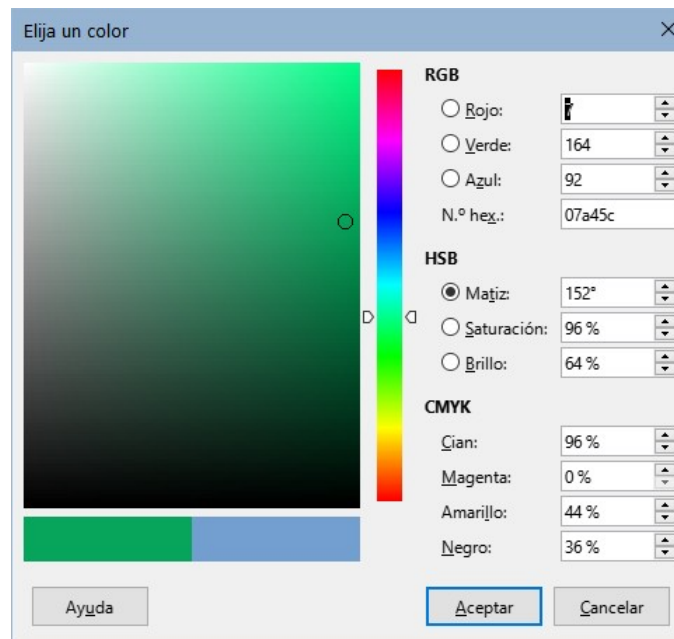 Elija un color
RGB
Rojo: 7
Verde: 164
Azul: 92
N.º hex.: 07a45c
HSB
Matiz: 152°
Saturación: 96 %
Brillo: 64 %
CMYK
Cian: 96 %
Magenta: 0 %
Amarillo: 44 %
Negro: 36 %
Ayuda Aceptar Cancelar